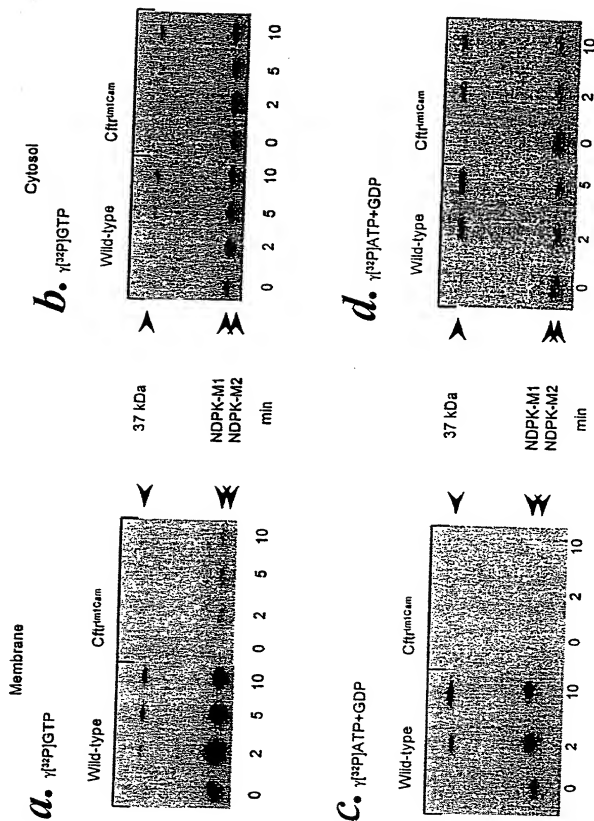 Membrane
a. γ[³²P]GTP
Wild-type Cftrᵗᵐ¹ᶜᵃᵐ
0 2 5 10 0 2 5 10
37 kDa
NDPK-M1
NDPK-M2
min
Cytosol
b. γ[³²P]GTP
Wild-type Cftrᵗᵐ¹ᶜᵃᵐ
0 2 5 10 0 2 5 10
c. γ[³²P]ATP+GDP
Wild-type Cftrᵗᵐ¹ᶜᵃᵐ
0 2 10 0 2 10
37 kDa
NDPK-M1
NDPK-M2
min
d. γ[³²P]ATP+GDP
Wild-type Cftrᵗᵐ¹ᶜᵃᵐ
0 2 5 0 2 10